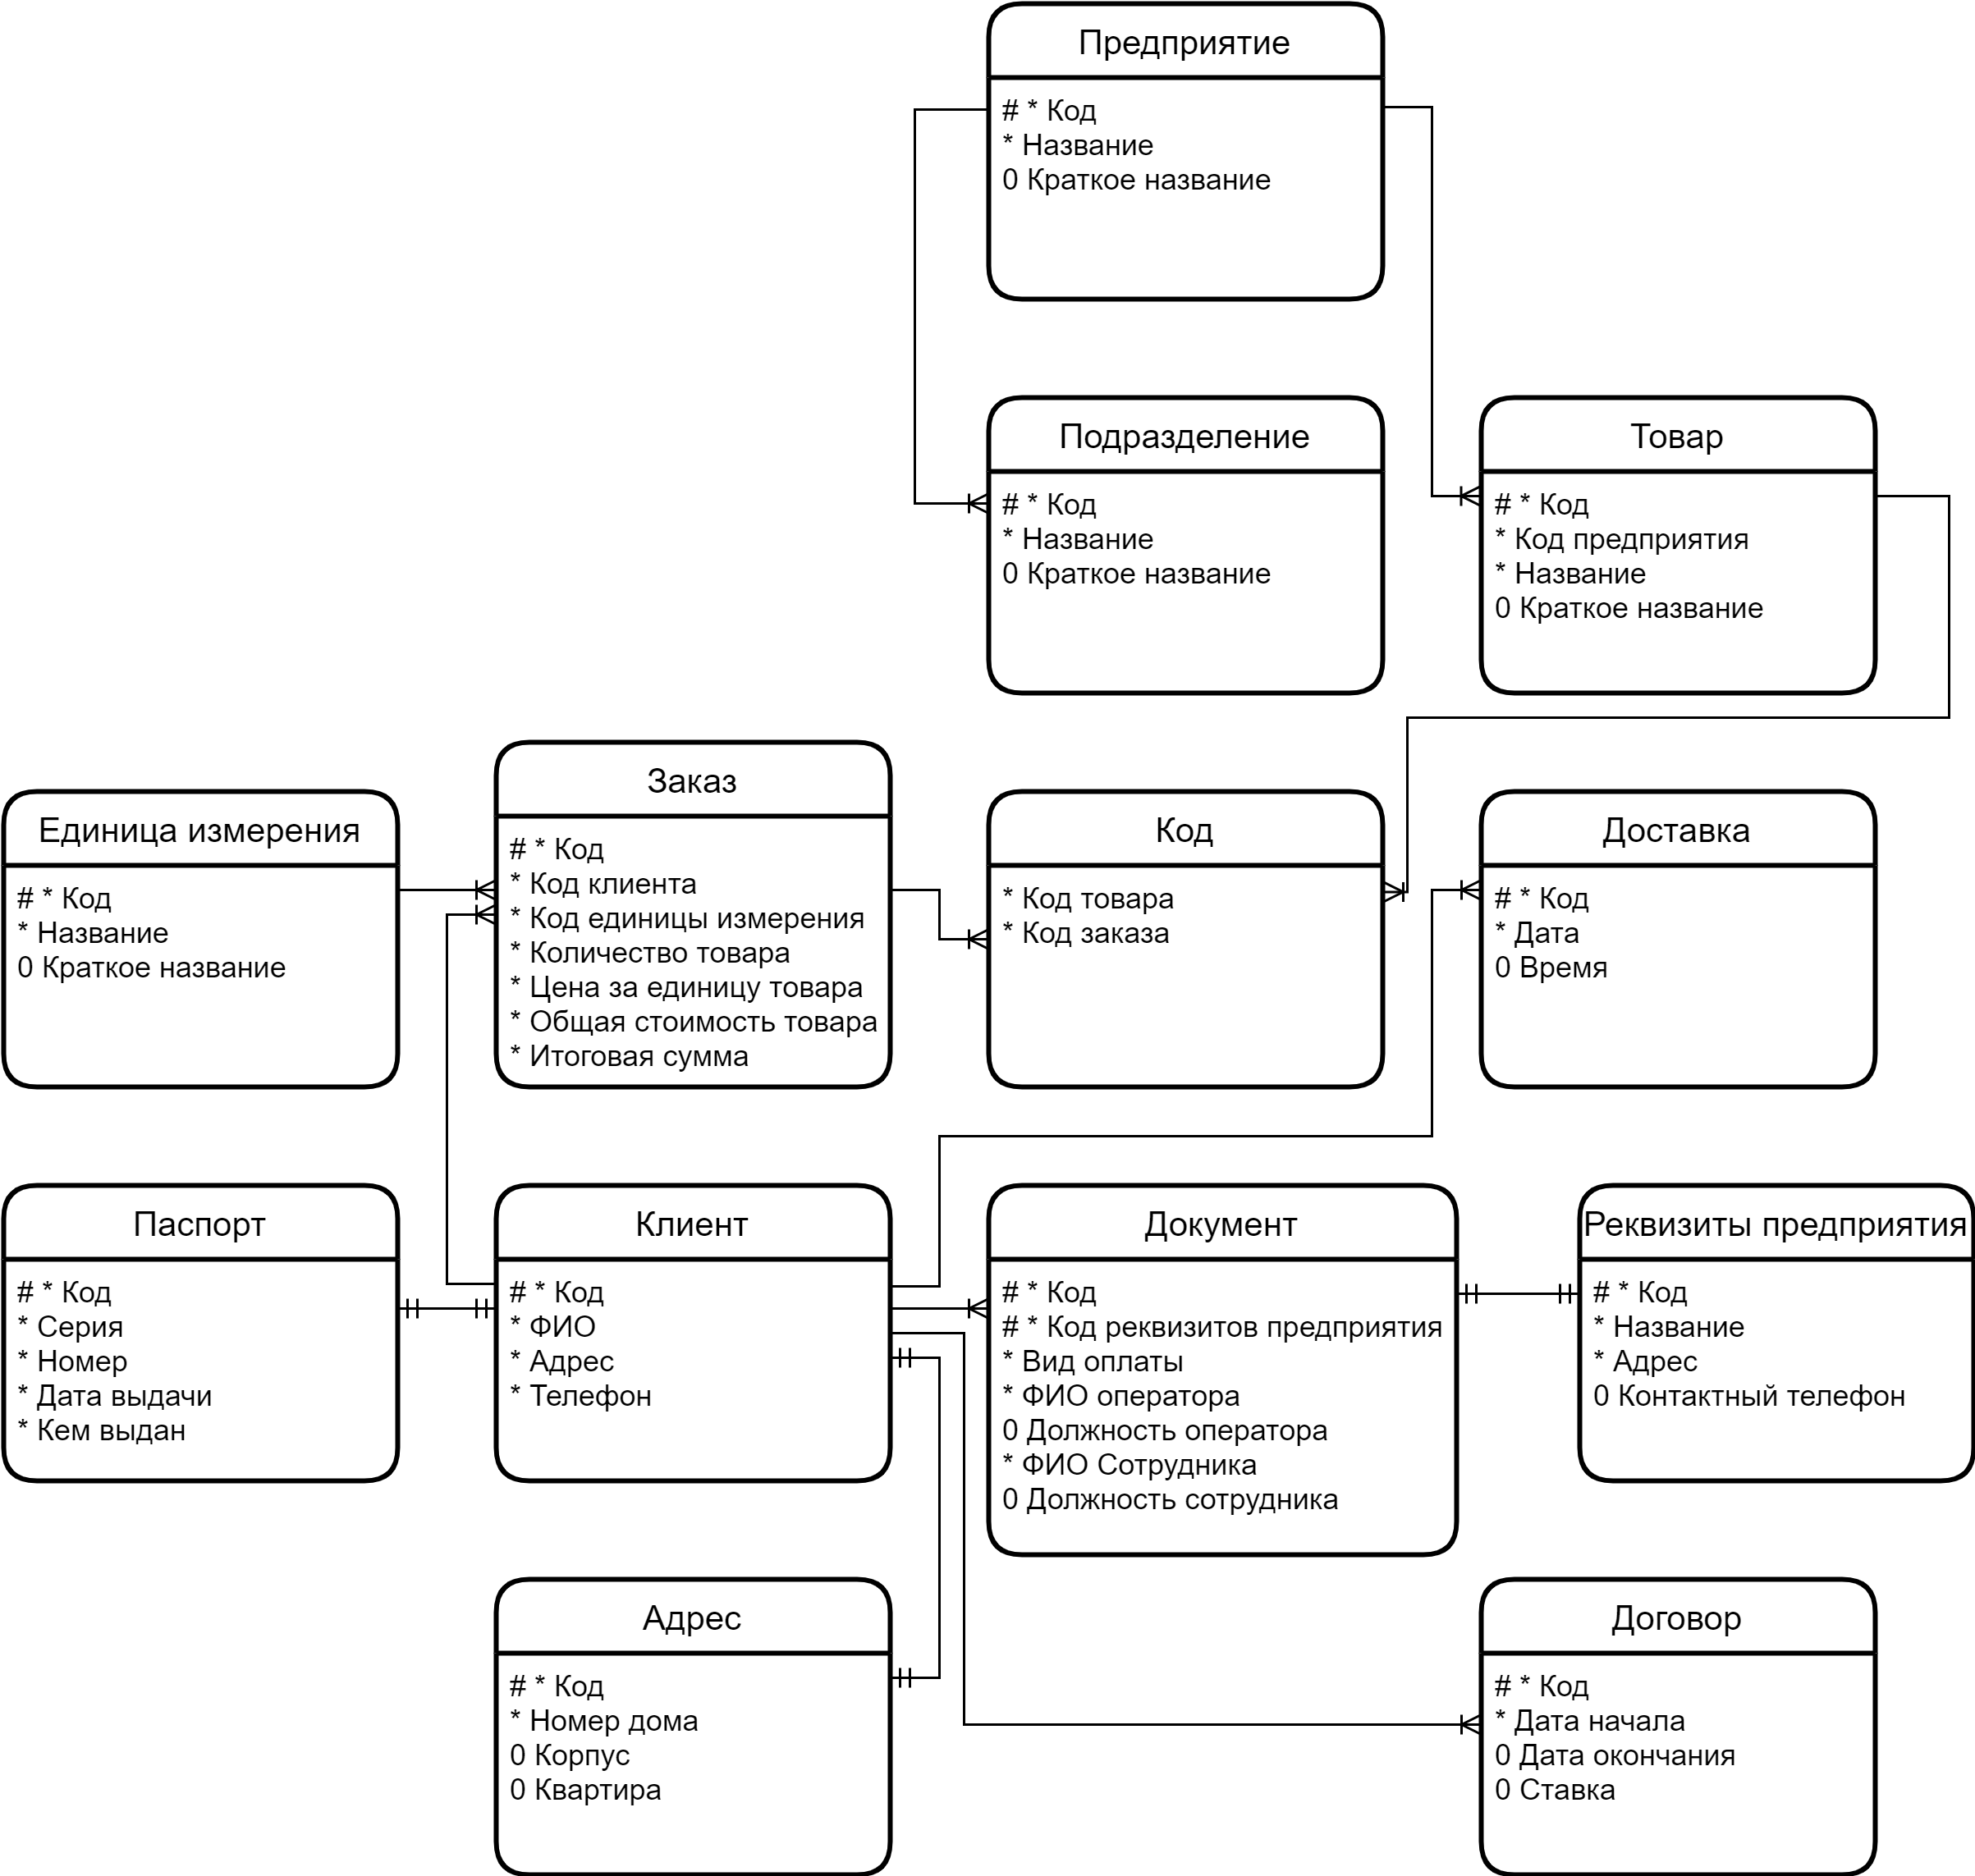 Предприятие
# * Код
* Название
0 Краткое название
Подразделение
# * Код
* Название
0 Краткое название
Товар
# * Код
* Код предприятия
* Название
0 Краткое название
Единица измерения
# * Код
* Название
0 Краткое название
Заказ
# * Код
* Код клиента
* Код единицы измерения
* Количество товара
* Цена за единицу товара
* Общая стоимость товара
* Итоговая сумма
Код
* Код товара
* Код заказа
Доставка
# * Код
* Дата
0 Время
Паспорт
# * Код
* Серия
* Номер
* Дата выдачи
* Кем выдан
Клиент
# * Код
* ФИО
* Адрес
* Телефон
Документ
# * Код
# * Код реквизитов предприятия
* Вид оплаты
* ФИО оператора
0 Должность оператора
* ФИО Сотрудника
0 Должность сотрудника
Реквизиты предприятия
# * Код
* Название
* Адрес
0 Контактный телефон
Адрес
# * Код
* Номер дома
0 Корпус
0 Квартира
Договор
# * Код
* Дата начала
0 Дата окончания
0 Ставка